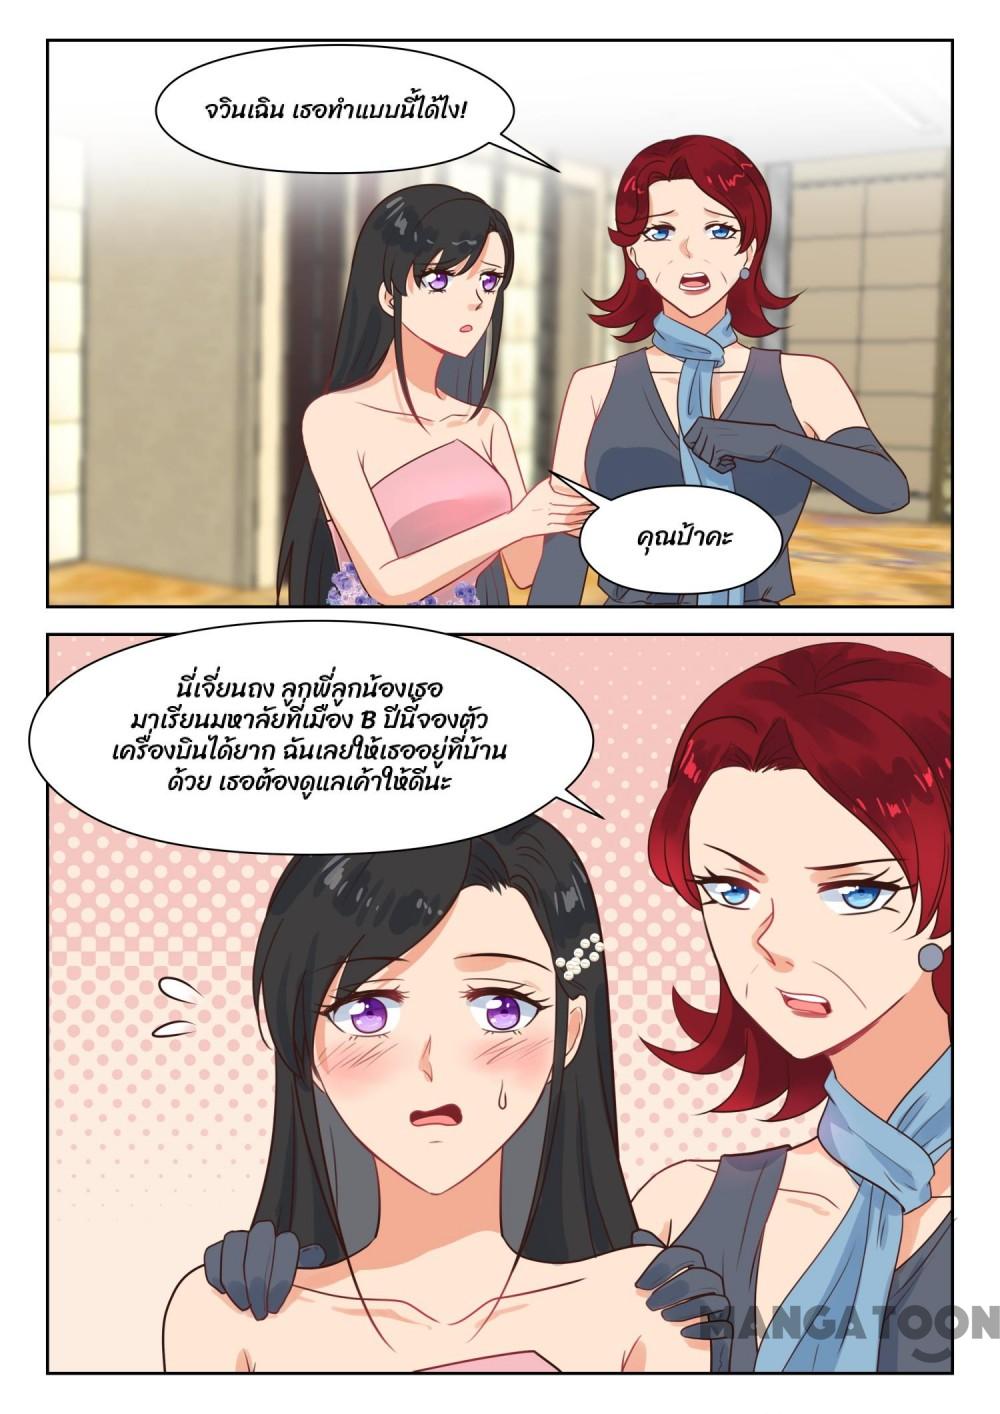 จวินเฉิน เธอทำแบบนี้ได้ไง!
คุณป้าคะ
นี่เจี่ยนถง ลูกพี่ลูกน้องเธอ
มาเรียนมหาลัยที่เมือง B ปีนี้จองตั๋ว
เครื่องบินได้ยาก ฉันเลยให้เธออยู่ที่บ้าน
ด้วย เธอต้องดูแลเค้าให้ดีนะ
MANGATOON